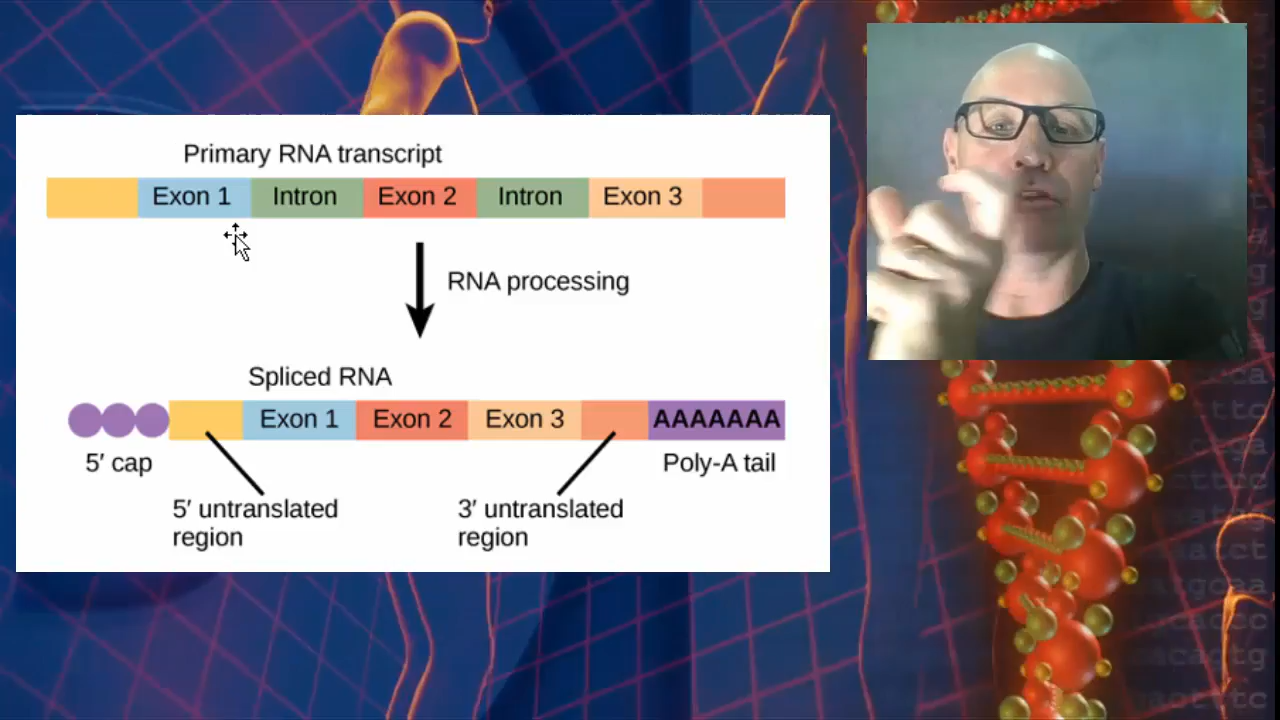 Primary RNA transcript
Exon 1 Intron Exon 2 Intron Exon 3
RNA processing
Spliced RNA
Exon 1 Exon 2 Exon 3 AAAAAAA
5′ cap Poly-A tail
5′ untranslated
region
3′ untranslated
region